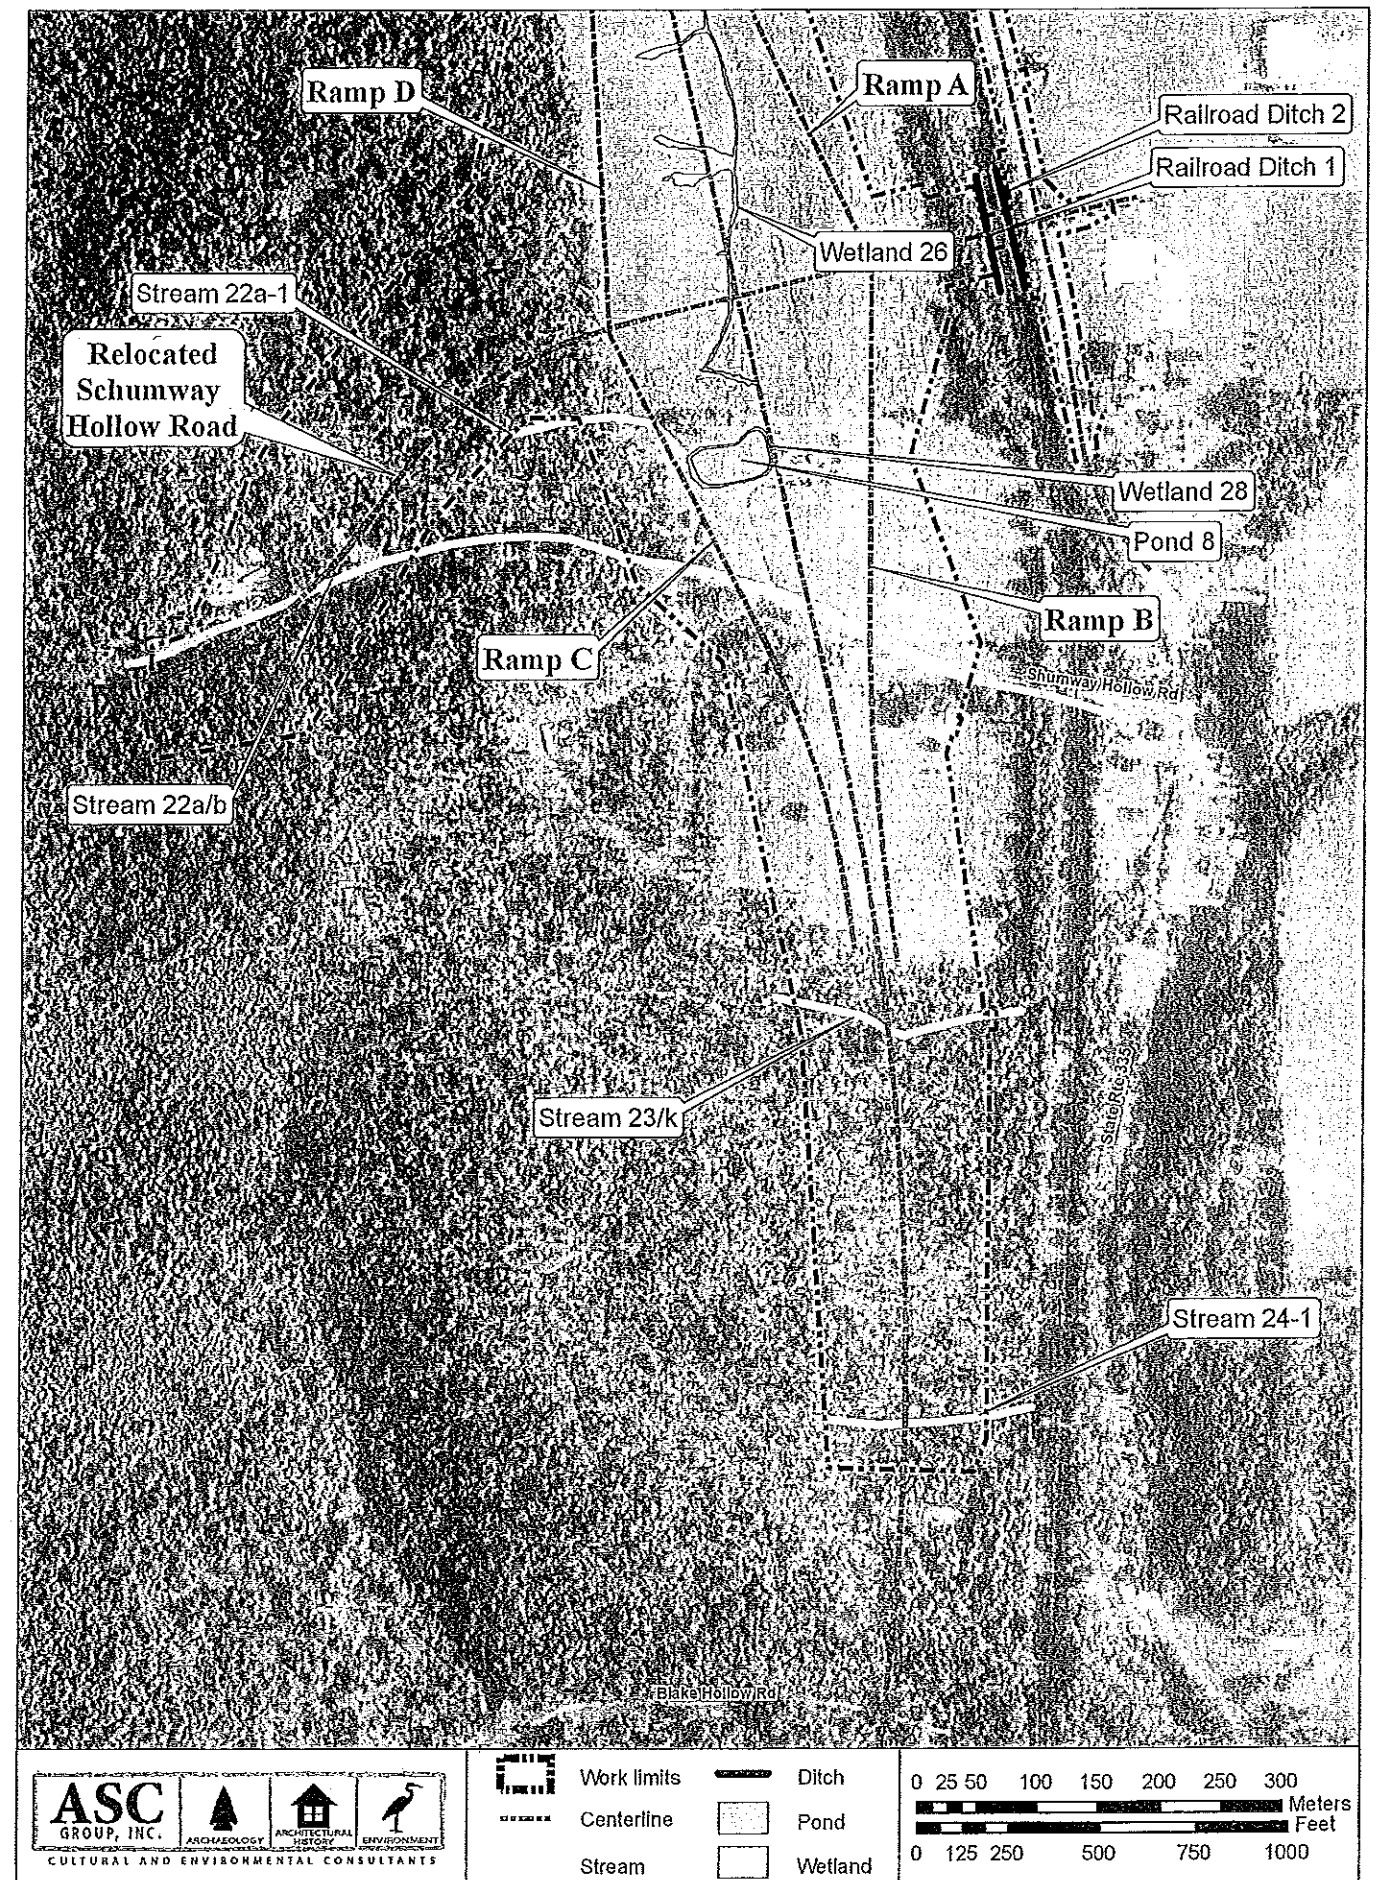 Ramp D
Ramp A
Railroad Ditch 2
Railroad Ditch 1
Wetland 26
Stream 22a-1
Relocated
Schumway
Hollow Road
Wetland 28
Pond 8
Ramp B
Ramp C
Shumway Hollow Rd
Stream 22a/b
Stream 23/k
State Rte 335
Stream 24-1
Blake Hollow Rd
ASC
GROUP, INC.
ARCHAEOLOGY
ARCHITECTURAL
HISTORY
ENVIRONMENT
CULTURAL AND ENVIRONMENTAL CONSULTANTS
Work limits
Centerline
Stream
Ditch
Pond
Wetland
0 25 50 100 150 200 250 300
Meters
Feet
0 125 250 500 750 1000